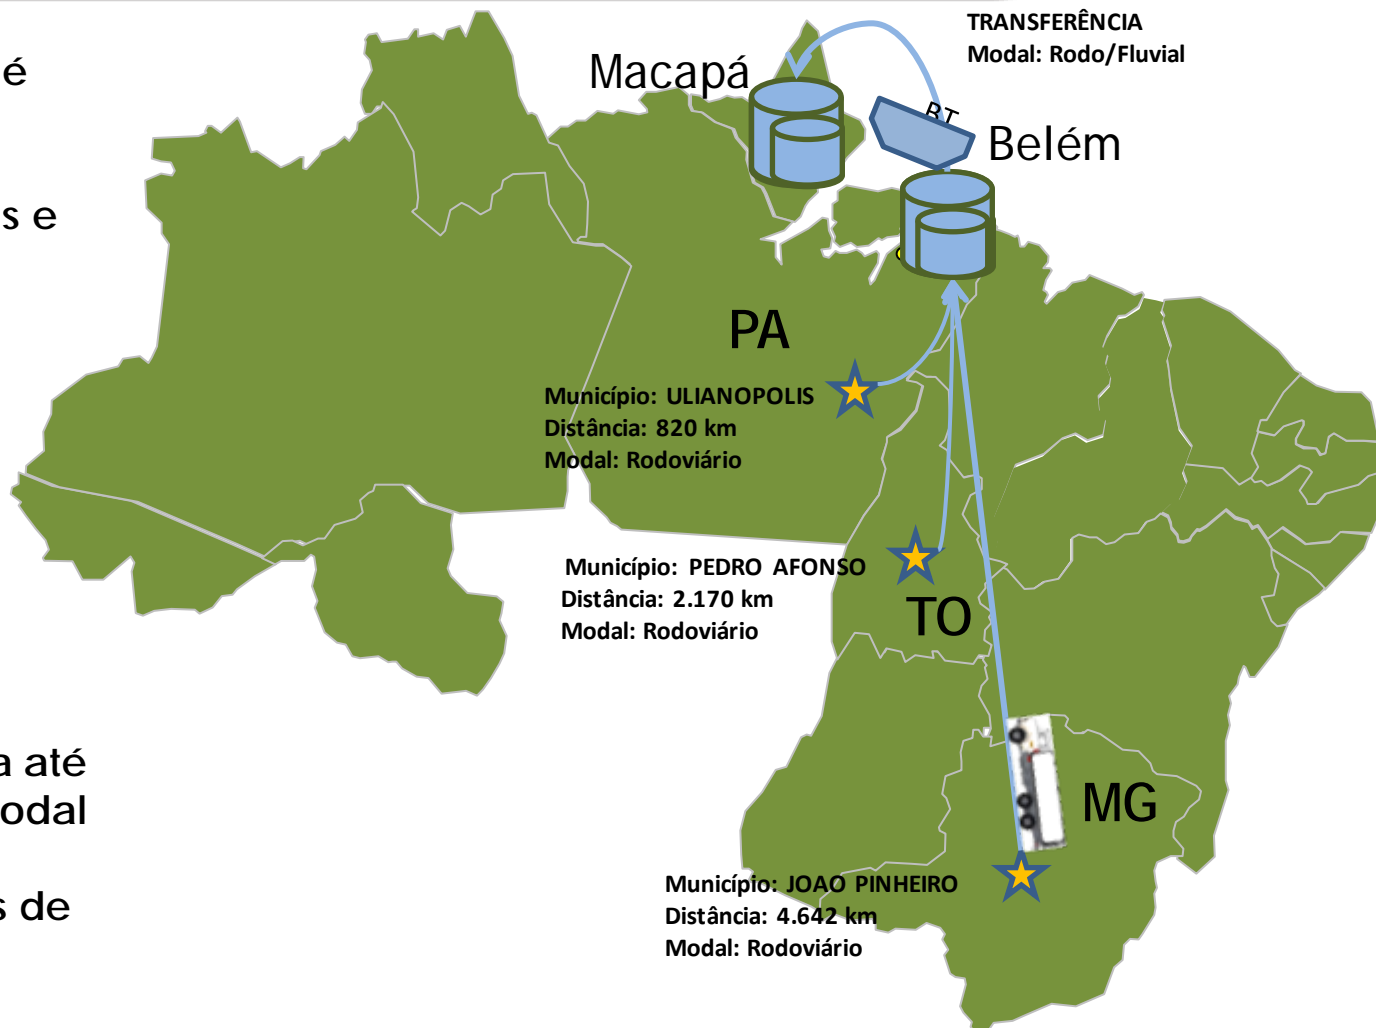 TRANSFERÊNCIA
Modal: Rodo/Fluvial
é
Macapá
BT
Belém
s e
PA
Município: ULIANOPOLIS
Distância: 820 km
Modal: Rodoviário
Município: PEDRO AFONSO
Distância: 2.170 km
Modal: Rodoviário
TO
a até
odal
MG
s de
Município: JOAO PINHEIRO
Distância: 4.642 km
Modal: Rodoviário